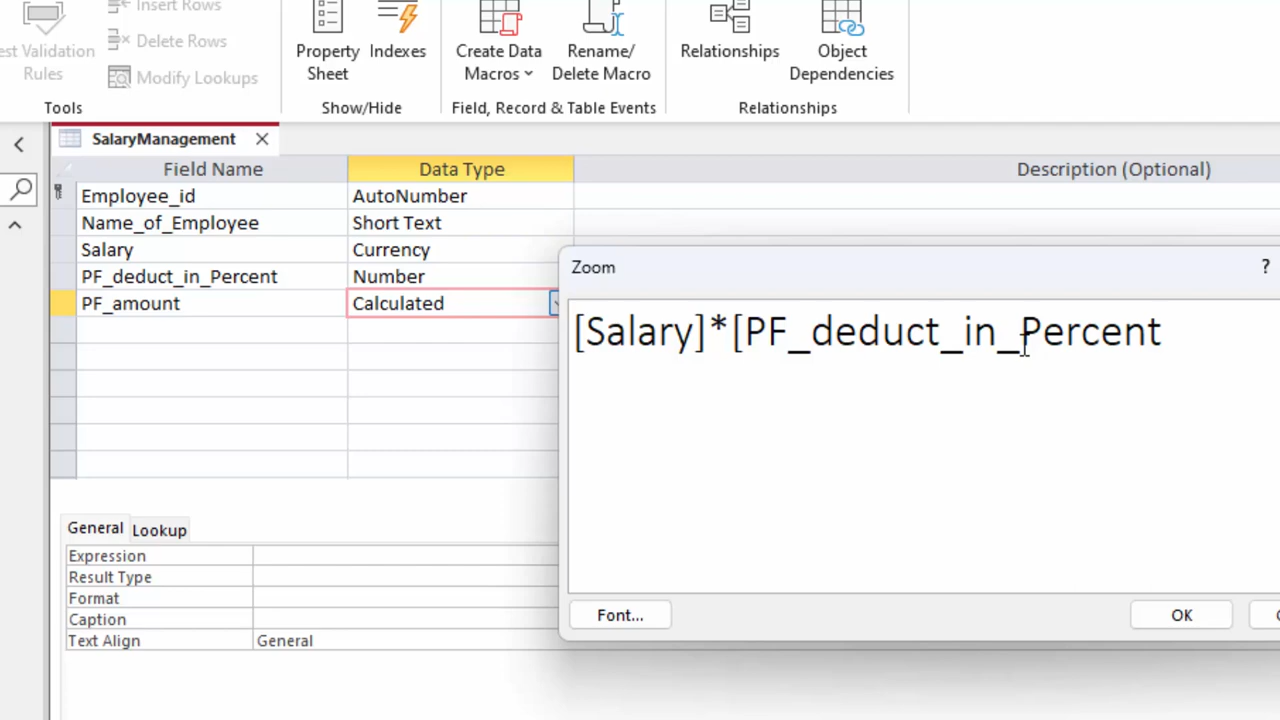 Insert Rows
est Validation
Rules
Delete Rows
Modify Lookups
Tools
Property
Sheet
Indexes
Show/Hide
Create Data
Macros
Rename/
Delete Macro
Field, Record & Table Events
Relationships
Object
Dependencies
Relationships
SalaryManagement
Field Name Data Type Description (Optional)
Employee_id AutoNumber
Name_of_Employee Short Text
Salary Currency
PF_deduct_in_Percent Number
PF_amount Calculated
Zoom ?
[Salary]*[PF_deduct_in_Percent
Font... OK
General Lookup
Expression
Result Type
Format
Caption
Text Align General